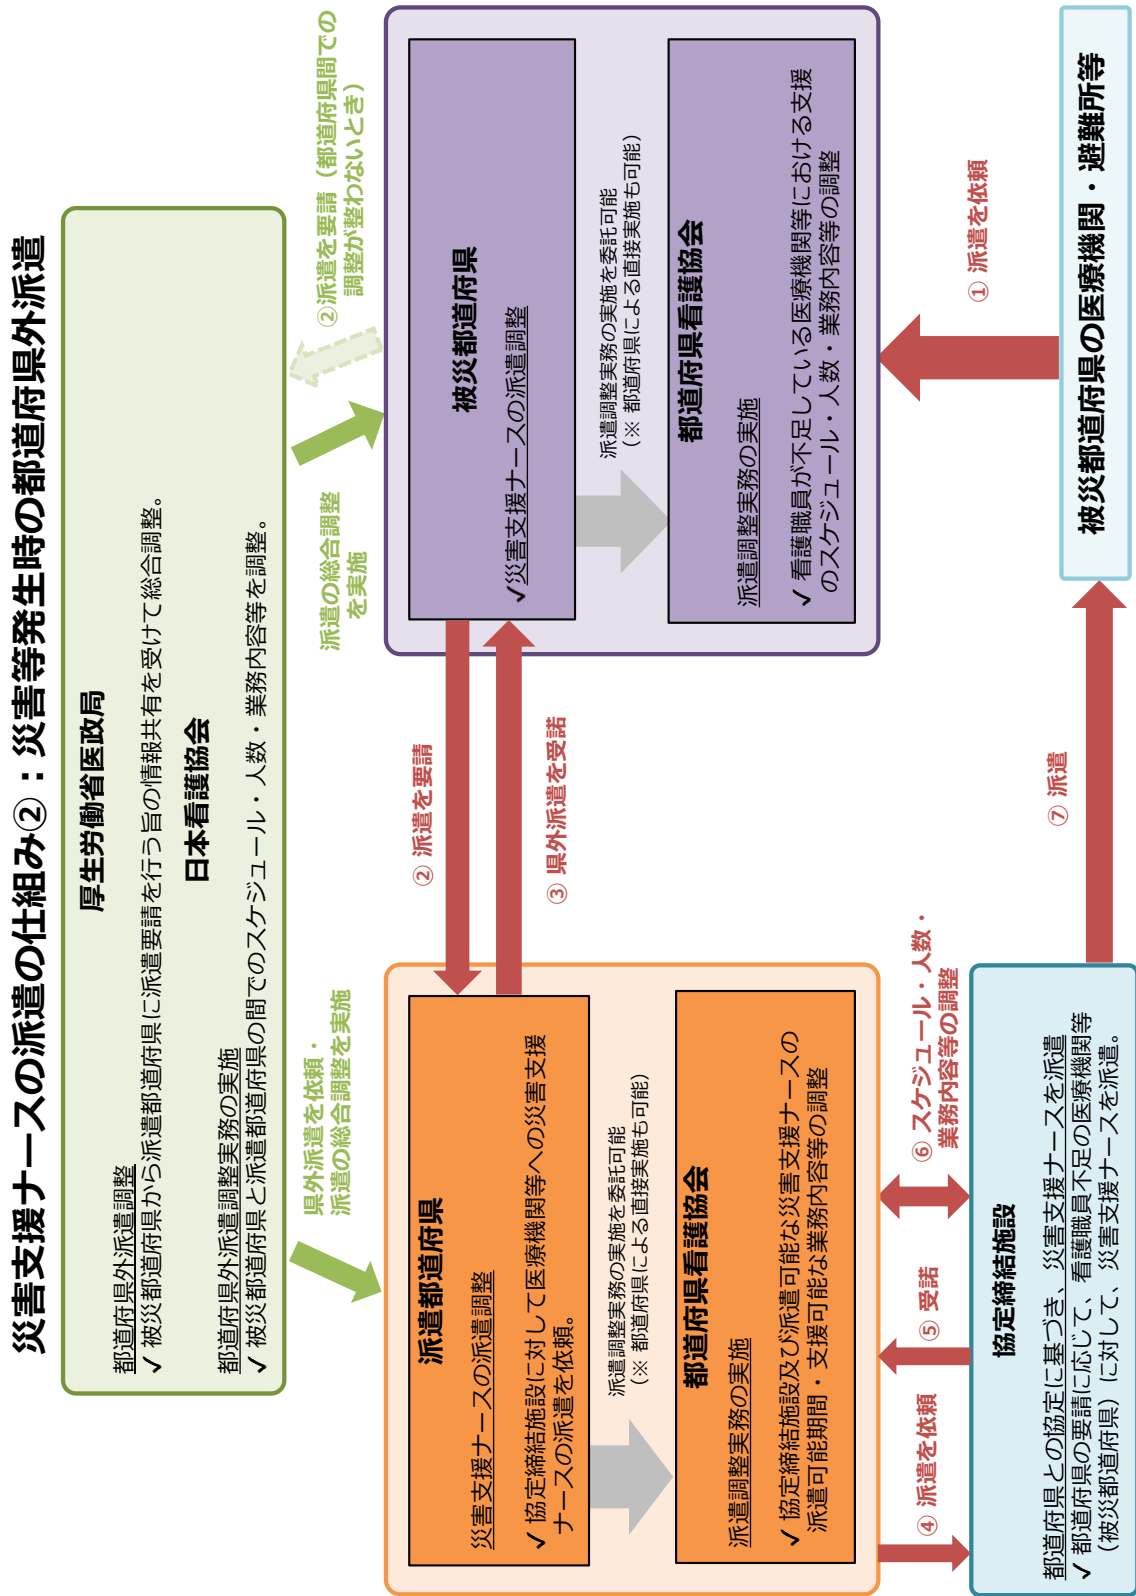 災害支援ナースの派遣の仕組み②：災害等発生時の都道府県外派遣
厚生労働省医政局
都道府県外派遣調整
✓ 被災都道府県から派遣都道府県に派遣要請を行う旨の情報共有を受けて総合調整。
日本看護協会
都道府県外派遣調整実務の実施
✓ 被災都道府県と派遣都道府県の間でのスケジュール・人数・業務内容等を調整。
県外派遣を依頼・
派遣の総合調整を実施
派遣の総合調整
を実施
②派遣を要請（都道府県間での
調整が整わないとき）
派遣都道府県
災害支援ナースの派遣調整
✓ 協定締結施設に対して医療機関等への災害支援
ナースの派遣を依頼。
派遣調整実務の実施を委託可能
（※ 都道府県による直接実施も可能）
都道府県看護協会
派遣調整実務の実施
✓ 協定締結施設及び派遣可能な災害支援ナースの
派遣可能期間・支援可能な業務内容等の調整
② 派遣を要請
③ 県外派遣を受諾
被災都道府県
✓災害支援ナースの派遣調整
派遣調整実務の実施を委託可能
（※ 都道府県による直接実施も可能）
都道府県看護協会
派遣調整実務の実施
✓ 看護職員が不足している医療機関等における支援
のスケジュール・人数・業務内容等の調整
④ 派遣を依頼
⑤ 受諾
⑥ スケジュール・人数・
業務内容等の調整
① 派遣を依頼
協定締結施設
都道府県との協定に基づき、災害支援ナースを派遣
✓ 都道府県の要請に応じて、看護職員不足の医療機関等
（被災都道府県）に対して、災害支援ナースを派遣。
⑦ 派遣
被災都道府県の医療機関・避難所等